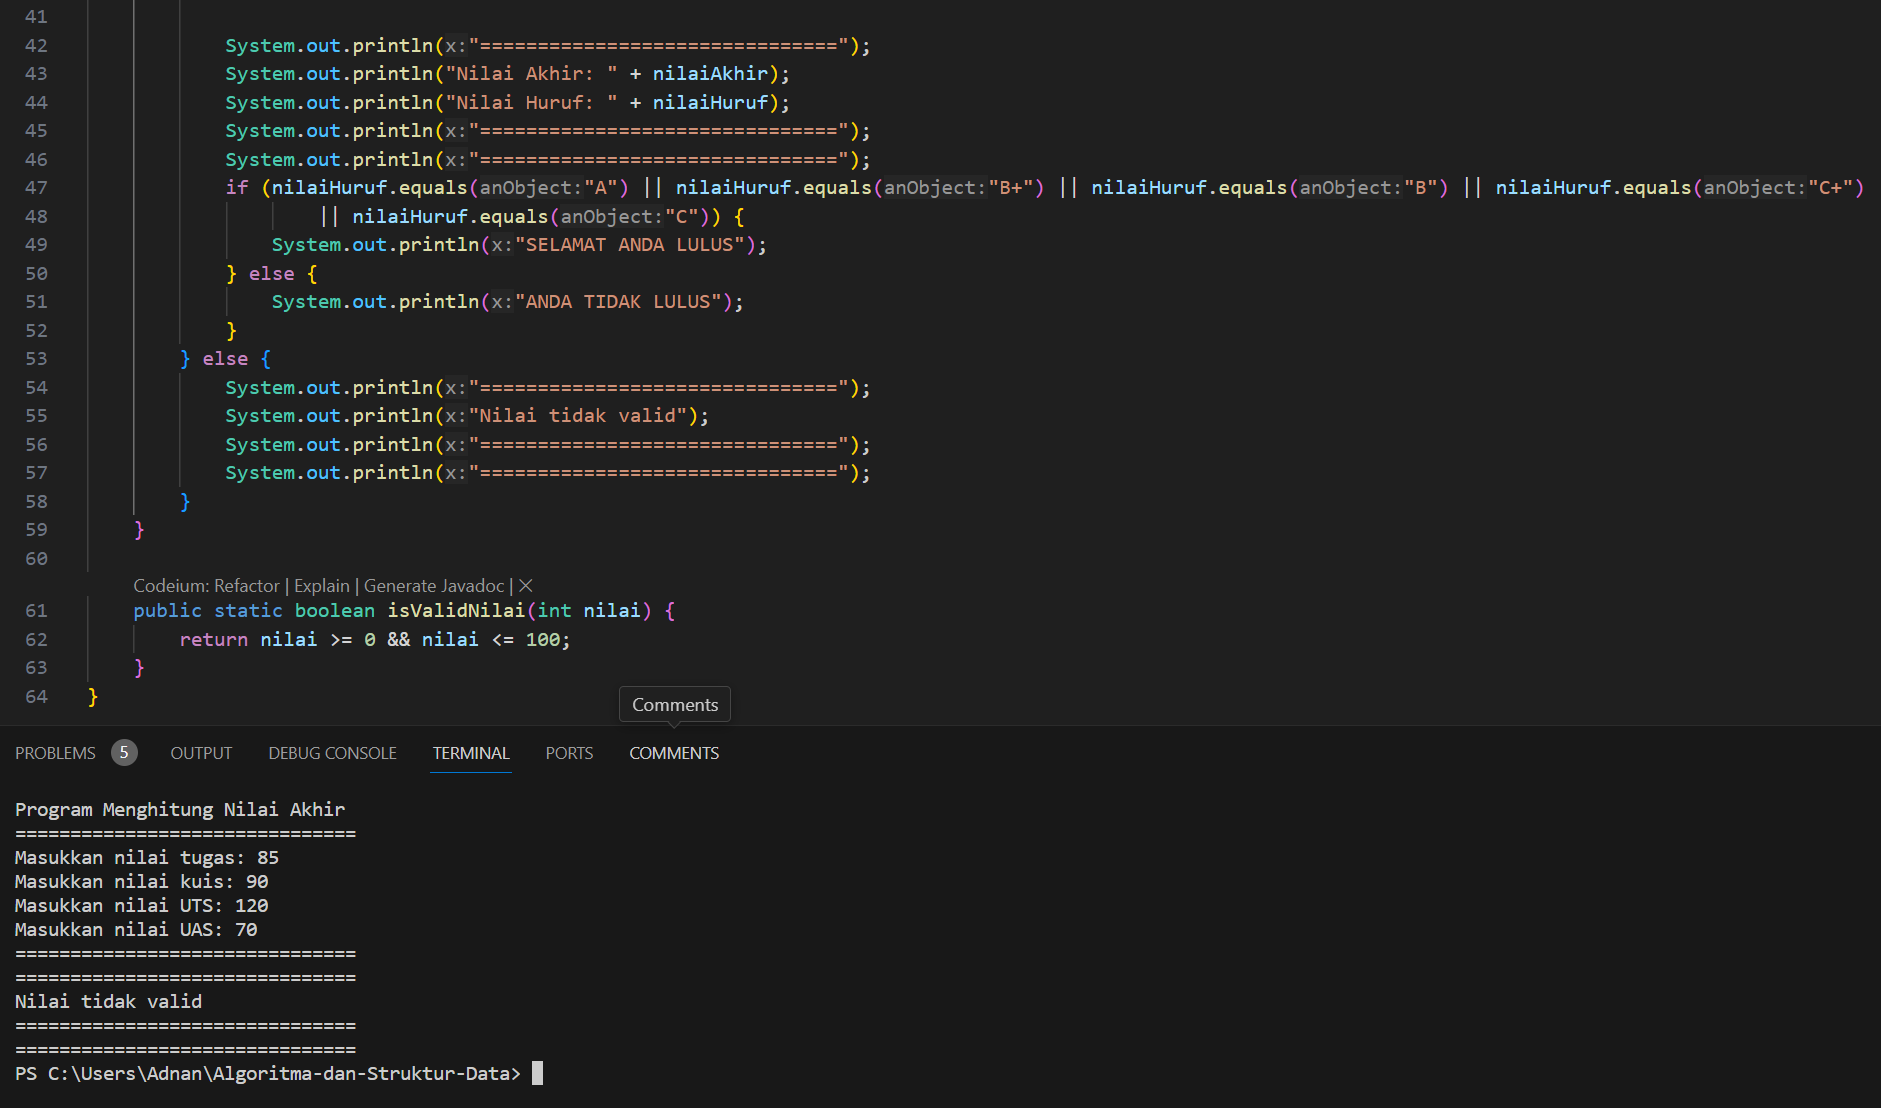 41
42 System.out.println(x:"===============================");
43 System.out.println("Nilai Akhir: " + nilaiAkhir);
44 System.out.println("Nilai Huruf: " + nilaiHuruf);
45 System.out.println(x:"===============================");
46 System.out.println(x:"===============================");
47 if (nilaiHuruf.equals(anObject:"A") || nilaiHuruf.equals(anObject:"B+") || nilaiHuruf.equals(anObject:"B") || nilaiHuruf.equals(anObject:"C+")
48 || nilaiHuruf.equals(anObject:"C")) {
49 System.out.println(x:"SELAMAT ANDA LULUS");
50 } else {
51 System.out.println(x:"ANDA TIDAK LULUS");
52 }
53 } else {
54 System.out.println(x:"===============================");
55 System.out.println(x:"Nilai tidak valid");
56 System.out.println(x:"===============================");
57 System.out.println(x:"===============================");
58 }
59 }
60
Codeium: Refactor | Explain | Generate Javadoc | ×
61 public static boolean isValidNilai(int nilai) {
62 return nilai >= 0 && nilai <= 100;
63 }
64 }
Comments
PROBLEMS 5 OUTPUT DEBUG CONSOLE TERMINAL PORTS COMMENTS
Program Menghitung Nilai Akhir
===============================
Masukkan nilai tugas: 85
Masukkan nilai kuis: 90
Masukkan nilai UTS: 120
Masukkan nilai UAS: 70
===============================
===============================
Nilai tidak valid
===============================
===============================
PS C:\Users\Adnan\Algoritma-dan-Struktur-Data>